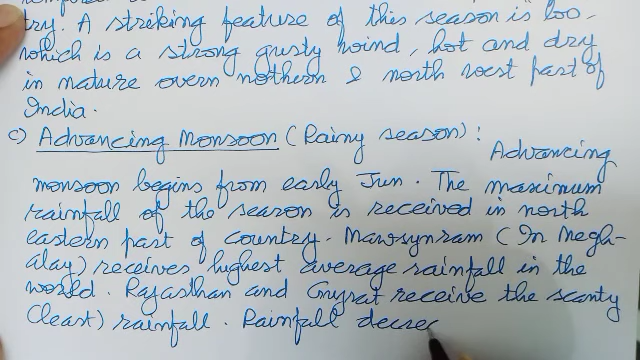 try. A striking feature of this season is loo,
which is a strong gusty wind, hot and dry
in nature overn nothern & north west part of
India.
c) Advancing Monsoon (Rainy season):
Advancing
monsoon begins from early Jun. The maximum
rainfall of the season is received in north
eastern part of country. Mawsynram (In Megh-
alay) receives highest average rainfall in the
world. Rajasthan and Gujrat receive the scanty
(least) rainfall. Rainfall decre